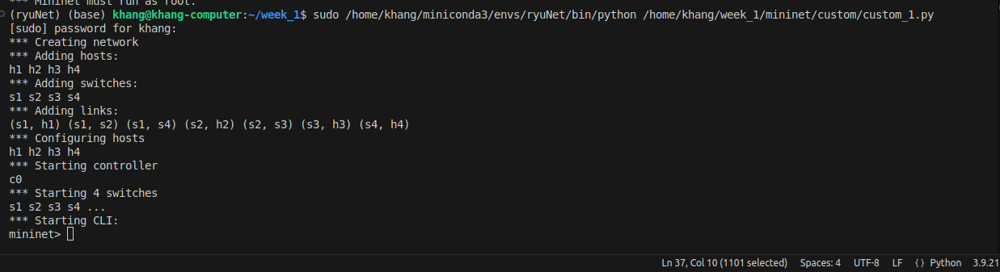 *** Mininet must run as root.
(ryuNet) (base) khang@khang-computer:~/week_1$ sudo /home/khang/miniconda3/envs/ryuNet/bin/python /home/khang/week_1/mininet/custom/custom_1.py
[sudo] password for khang:
*** Creating network
*** Adding hosts:
h1 h2 h3 h4
*** Adding switches:
s1 s2 s3 s4
*** Adding links:
(s1, h1) (s1, s2) (s1, s4) (s2, h2) (s2, s3) (s3, h3) (s4, h4)
*** Configuring hosts
h1 h2 h3 h4
*** Starting controller
c0
*** Starting 4 switches
s1 s2 s3 s4 ...
*** Starting CLI:
mininet>
Ln 37, Col 10 (1101 selected) Spaces: 4 UTF-8 LF {} Python 3.9.21